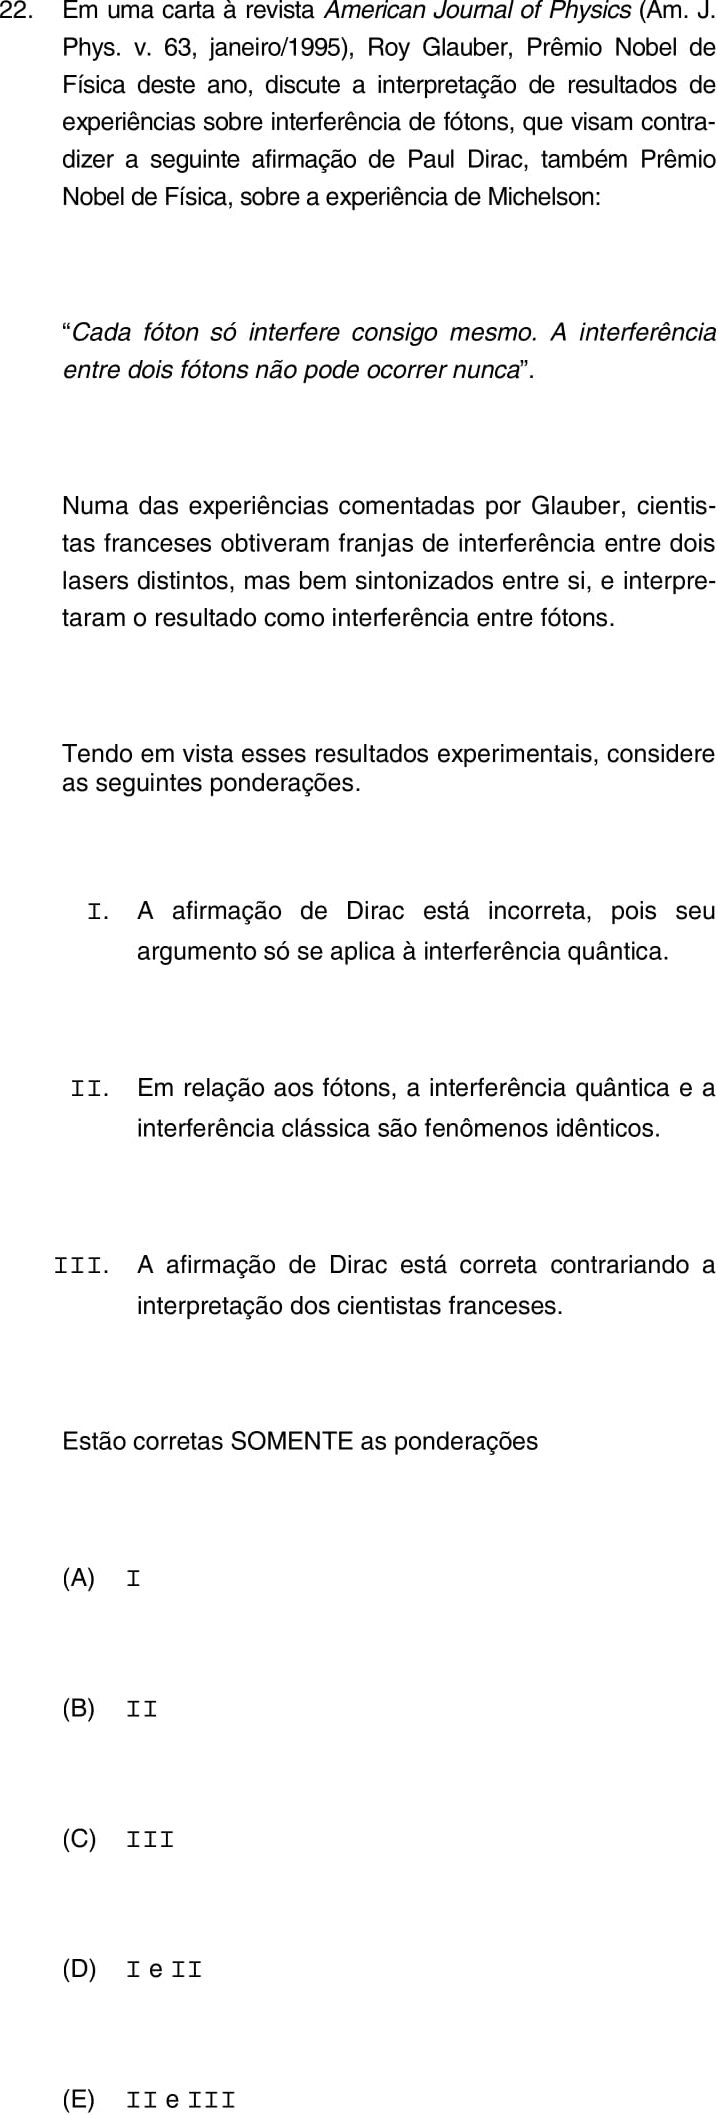 22. Em uma carta à revista American Journal of Physics (Am. J.
Phys. v. 63, janeiro/1995), Roy Glauber, Prêmio Nobel de
Física deste ano, discute a interpretação de resultados de
experiências sobre interferência de fótons, que visam contra-
dizer a seguinte afirmação de Paul Dirac, também Prêmio
Nobel de Física, sobre a experiência de Michelson:
“Cada fóton só interfere consigo mesmo. A interferência
entre dois fótons não pode ocorrer nunca”.
Numa das experiências comentadas por Glauber, cientis-
tas franceses obtiveram franjas de interferência entre dois
lasers distintos, mas bem sintonizados entre si, e interpre-
taram o resultado como interferência entre fótons.
Tendo em vista esses resultados experimentais, considere
as seguintes ponderações.
I. A afirmação de Dirac está incorreta, pois seu
argumento só se aplica à interferência quântica.
II. Em relação aos fótons, a interferência quântica e a
interferência clássica são fenômenos idênticos.
III. A afirmação de Dirac está correta contrariando a
interpretação dos cientistas franceses.
Estão corretas SOMENTE as ponderações
(A) I
(B) II
(C) III
(D) I e II
(E) II e III